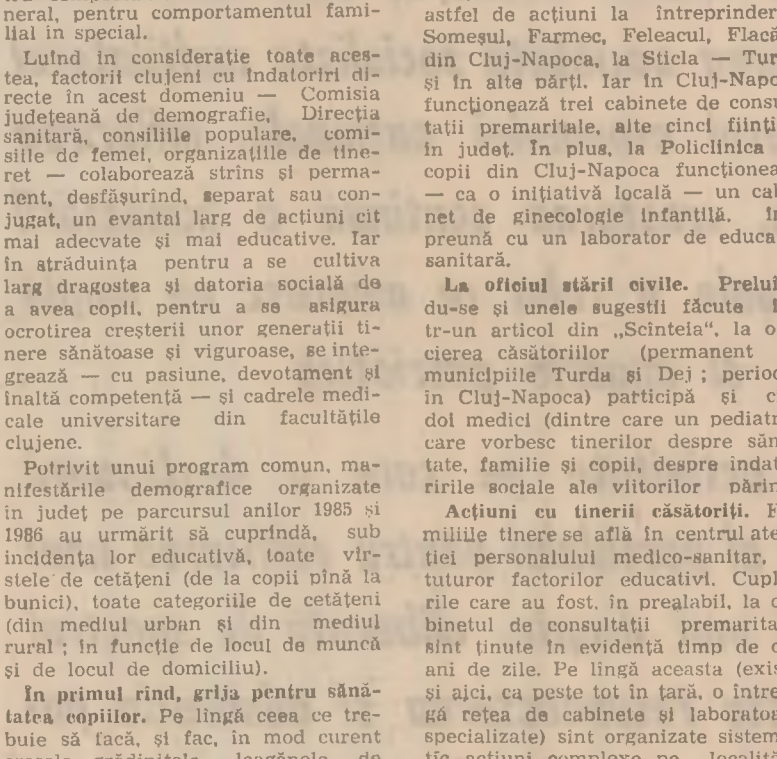 neral, pentru comportamentul fami-
lial in special.
Luînd în considerație toate aces-
tea, factorii clujeni cu îndatoriri di-
recte în acest domeniu — Comisia
județeană de demografie, Direcția
sanitară, consiliile populare, comi-
siile de femei, organizațiile de tine-
ret — colaborează strîns și perma-
nent, desfășurînd, separat sau con-
jugat, un evantai larg de acțiuni cit
mai adecvate și mai educative. Iar
în străduința pentru a se cultiva
larg dragostea și datoria socială de
a avea copii, pentru a se asigura
ocrotirea creșterii unor generații ti-
nere sănătoase și viguroase, se inte-
grează — cu pasiune, devotament și
înaltă competență — și cadrele medi-
cale universitare din facultățile
clujene.
Potrivit unui program comun, ma-
nifestările demografice organizate
in județ pe parcursul anilor 1985 și
1986 au urmărit să cuprindă, sub
incidența lor educativă, toate vîr-
stele de cetățeni (de la copii pînă la
bunici), toate categoriile de cetățeni
(din mediul urban și din mediul
rural ; în funcție de locul de muncă
și de locul de domiciliu).
În primul rînd, grija pentru sănă-
tatea copiilor. Pe lîngă ceea ce tre-
buie să facă, și fac, în mod curent
grădinițele, leagănele de
astfel de acțiuni la întreprinder
Someșul, Farmec, Feleacul, Flacă
din Cluj-Napoca, la Sticla — Tur
și în alte părți. Iar în Cluj-Napo
funcționează trei cabinete de consu
tații premaritale, alte cinci ființi
în județ. În plus, la Policlinica
copii din Cluj-Napoca funcționea
— ca o inițiativă locală — un cab
net de ginecologie infantilă, î
preună cu un laborator de educa
sanitară.
La oficiul stării civile. Prelui
du-se și unele sugestii făcute
tr-un articol din „Scînteia“, la o
cierea căsătoriilor (permanent
municipiile Turda și Dej ; period
în Cluj-Napoca) participă și c
doi medici (dintre care un pediatr
care vorbesc tinerilor despre săn
tate, familie și copii, despre îndat
ririle sociale ale viitorilor părin
Acțiuni cu tinerii căsătoriți. F
miliile tinere se află în centrul ate
ției personalului medico-sanitar,
tuturor factorilor educativi. Cupl
rile care au fost, în prealabil, la c
binetul de consultații premarita
sînt ținute în evidență timp de
ani de zile. Pe lîngă aceasta (exis
și aici, ca peste tot în țară, o între
gă rețea de cabinete și laboratoa
specializate) sînt organizate sistem
tic acțiuni complexe pe localită